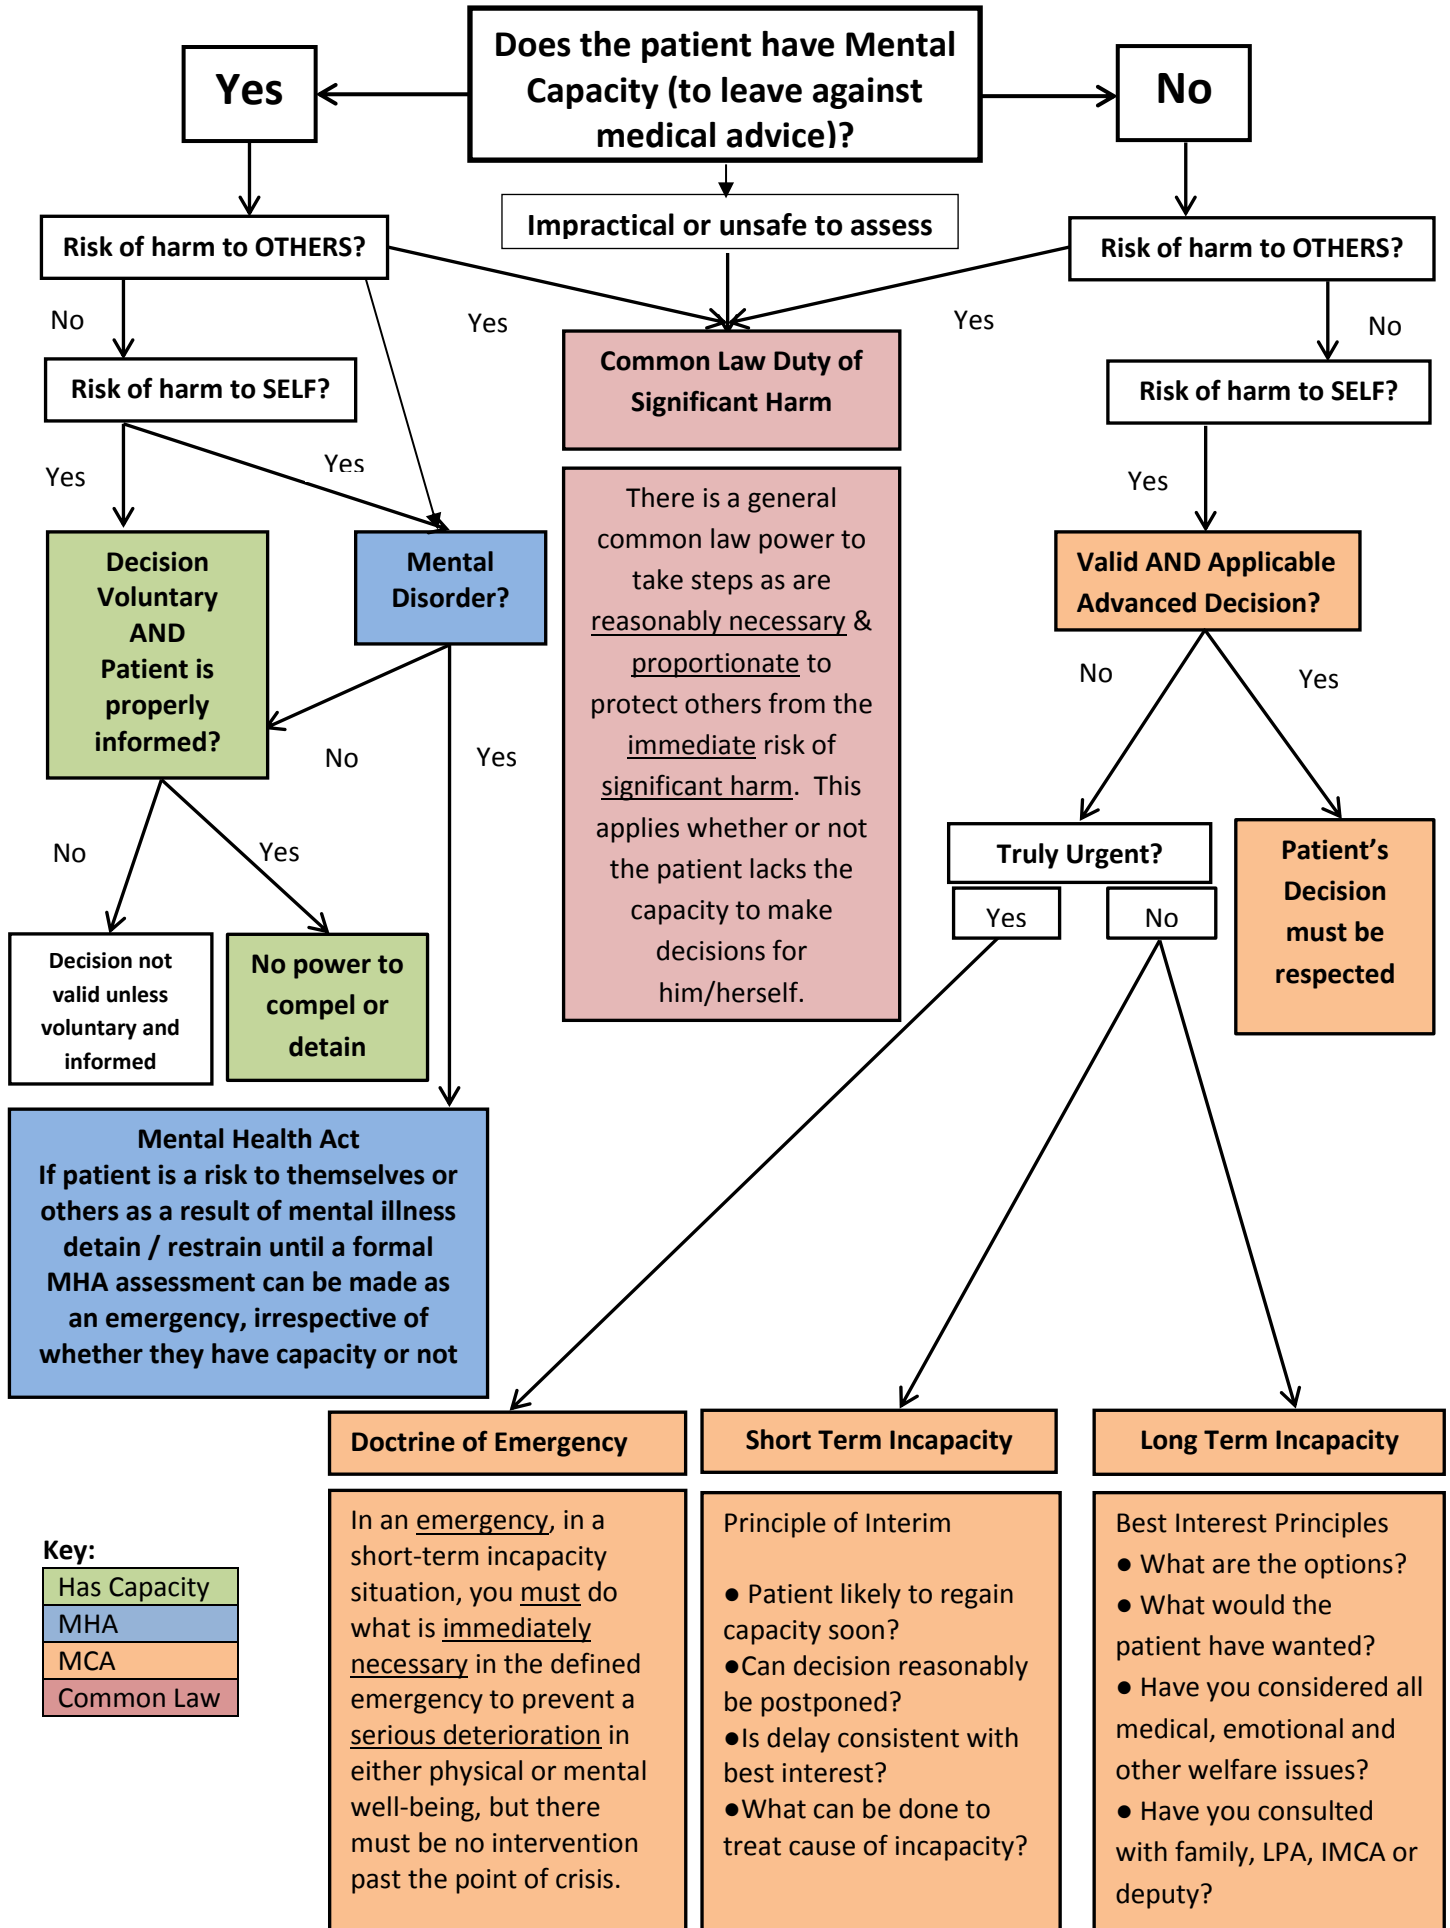 Does the patient have Mental
Capacity (to leave against
medical advice)?
Yes
No
Impractical or unsafe to assess
Risk of harm to OTHERS?
Risk of harm to OTHERS?
No
Yes
Yes
No
Risk of harm to SELF?
Common Law Duty of
Significant Harm
Risk of harm to SELF?
Yes
Yes
Yes
Decision
Voluntary
AND
Patient is
properly
informed?
Mental
Disorder?
There is a general
common law power to
take steps as are
reasonably necessary &
proportionate to
protect others from the
immediate risk of
significant harm. This
applies whether or not
the patient lacks the
capacity to make
decisions for
him/herself.
Valid AND Applicable
Advanced Decision?
No
Yes
No
Yes
No
Yes
Truly Urgent?
Yes
No
Patient's
Decision
must be
respected
Decision not
valid unless
voluntary and
informed
No power to
compel or
detain
Mental Health Act
If patient is a risk to themselves or
others as a result of mental illness
detain / restrain until a formal
MHA assessment can be made as
an emergency, irrespective of
whether they have capacity or not
Doctrine of Emergency
In an emergency, in a
short-term incapacity
situation, you must do
what is immediately
necessary in the defined
emergency to prevent a
serious deterioration in
either physical or mental
well-being, but there
must be no intervention
past the point of crisis.
Short Term Incapacity
Principle of Interim
● Patient likely to regain
capacity soon?
●Can decision reasonably
be postponed?
●Is delay consistent with
best interest?
●What can be done to
treat cause of incapacity?
Long Term Incapacity
Best Interest Principles
● What are the options?
● What would the
patient have wanted?
● Have you considered all
medical, emotional and
other welfare issues?
● Have you consulted
with family, LPA, IMCA or
deputy?
Key:
Has Capacity
MHA
MCA
Common Law